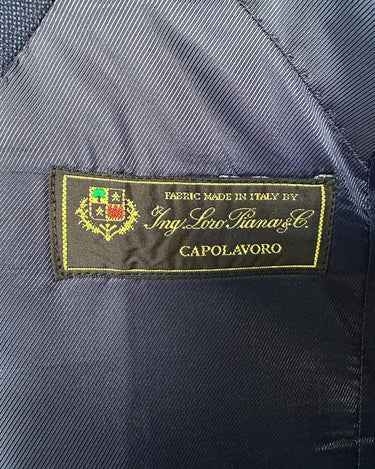 FABRIC MADE IN ITALY BY
Ing. Loro Piana & C.
CAPOLAVORO